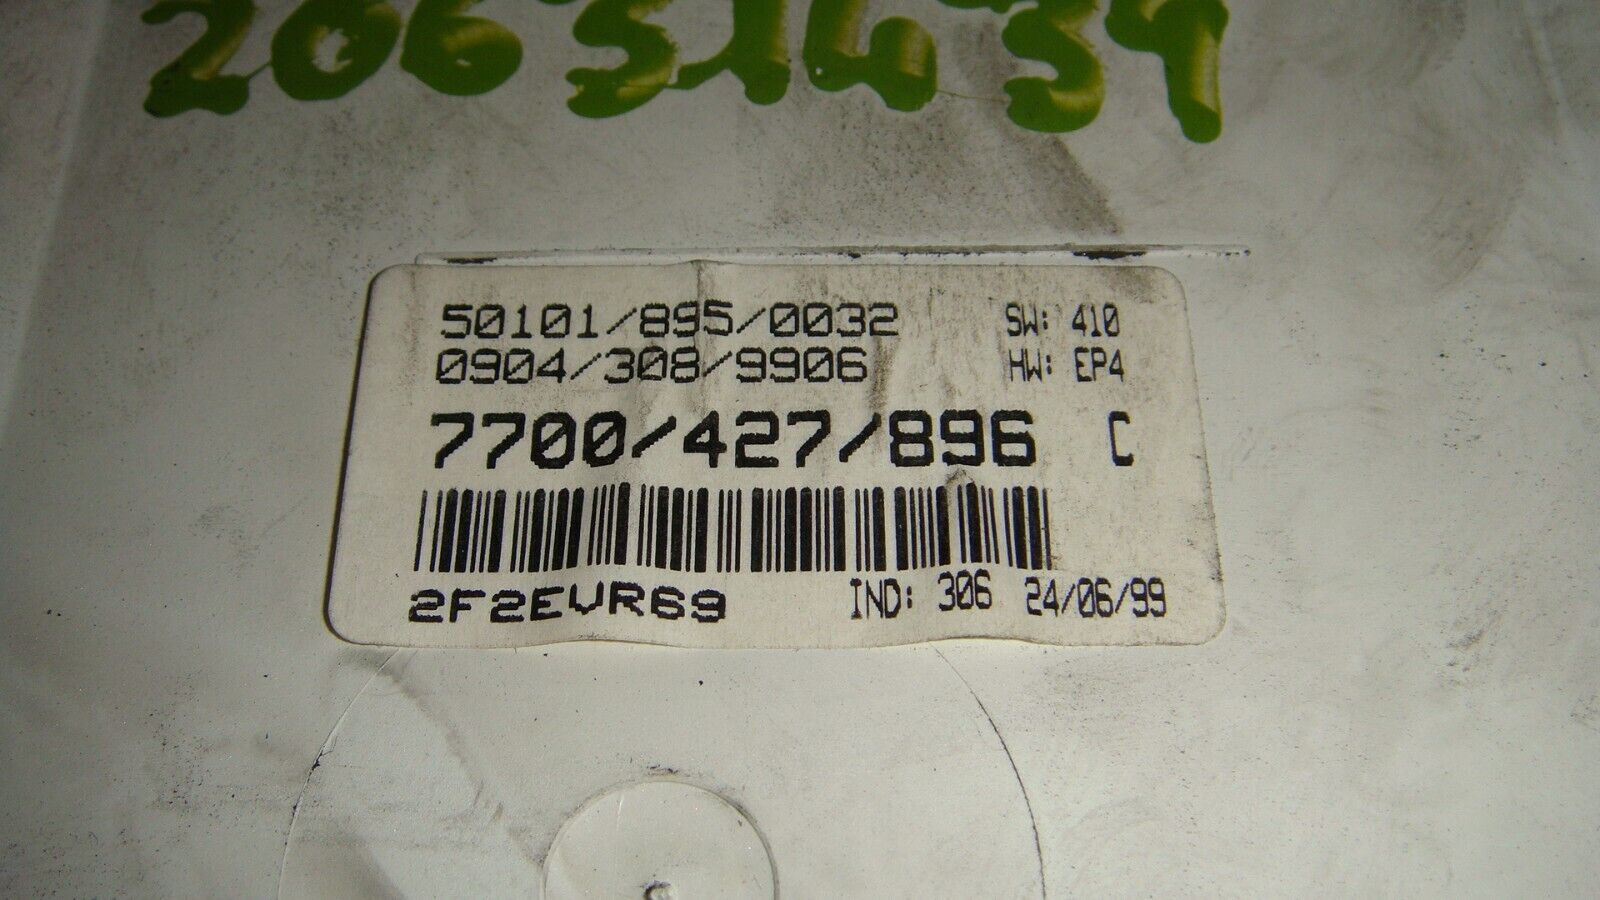 50101/895/0032 SW: 410
0904/308/9906 HW: EP4
7700/427/896 C
2F2EVR69 IND: 306 24/06/99